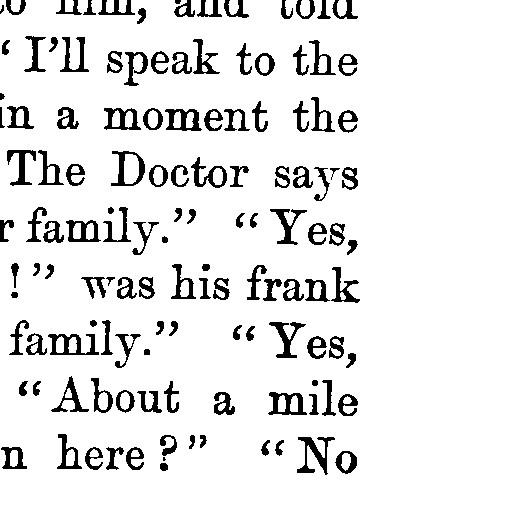 to him, and told
“I’ll speak to the
in a moment the
The Doctor says
r family.” “Yes,
!” was his frank
family.” “Yes,
“About a mile
n here?” “No